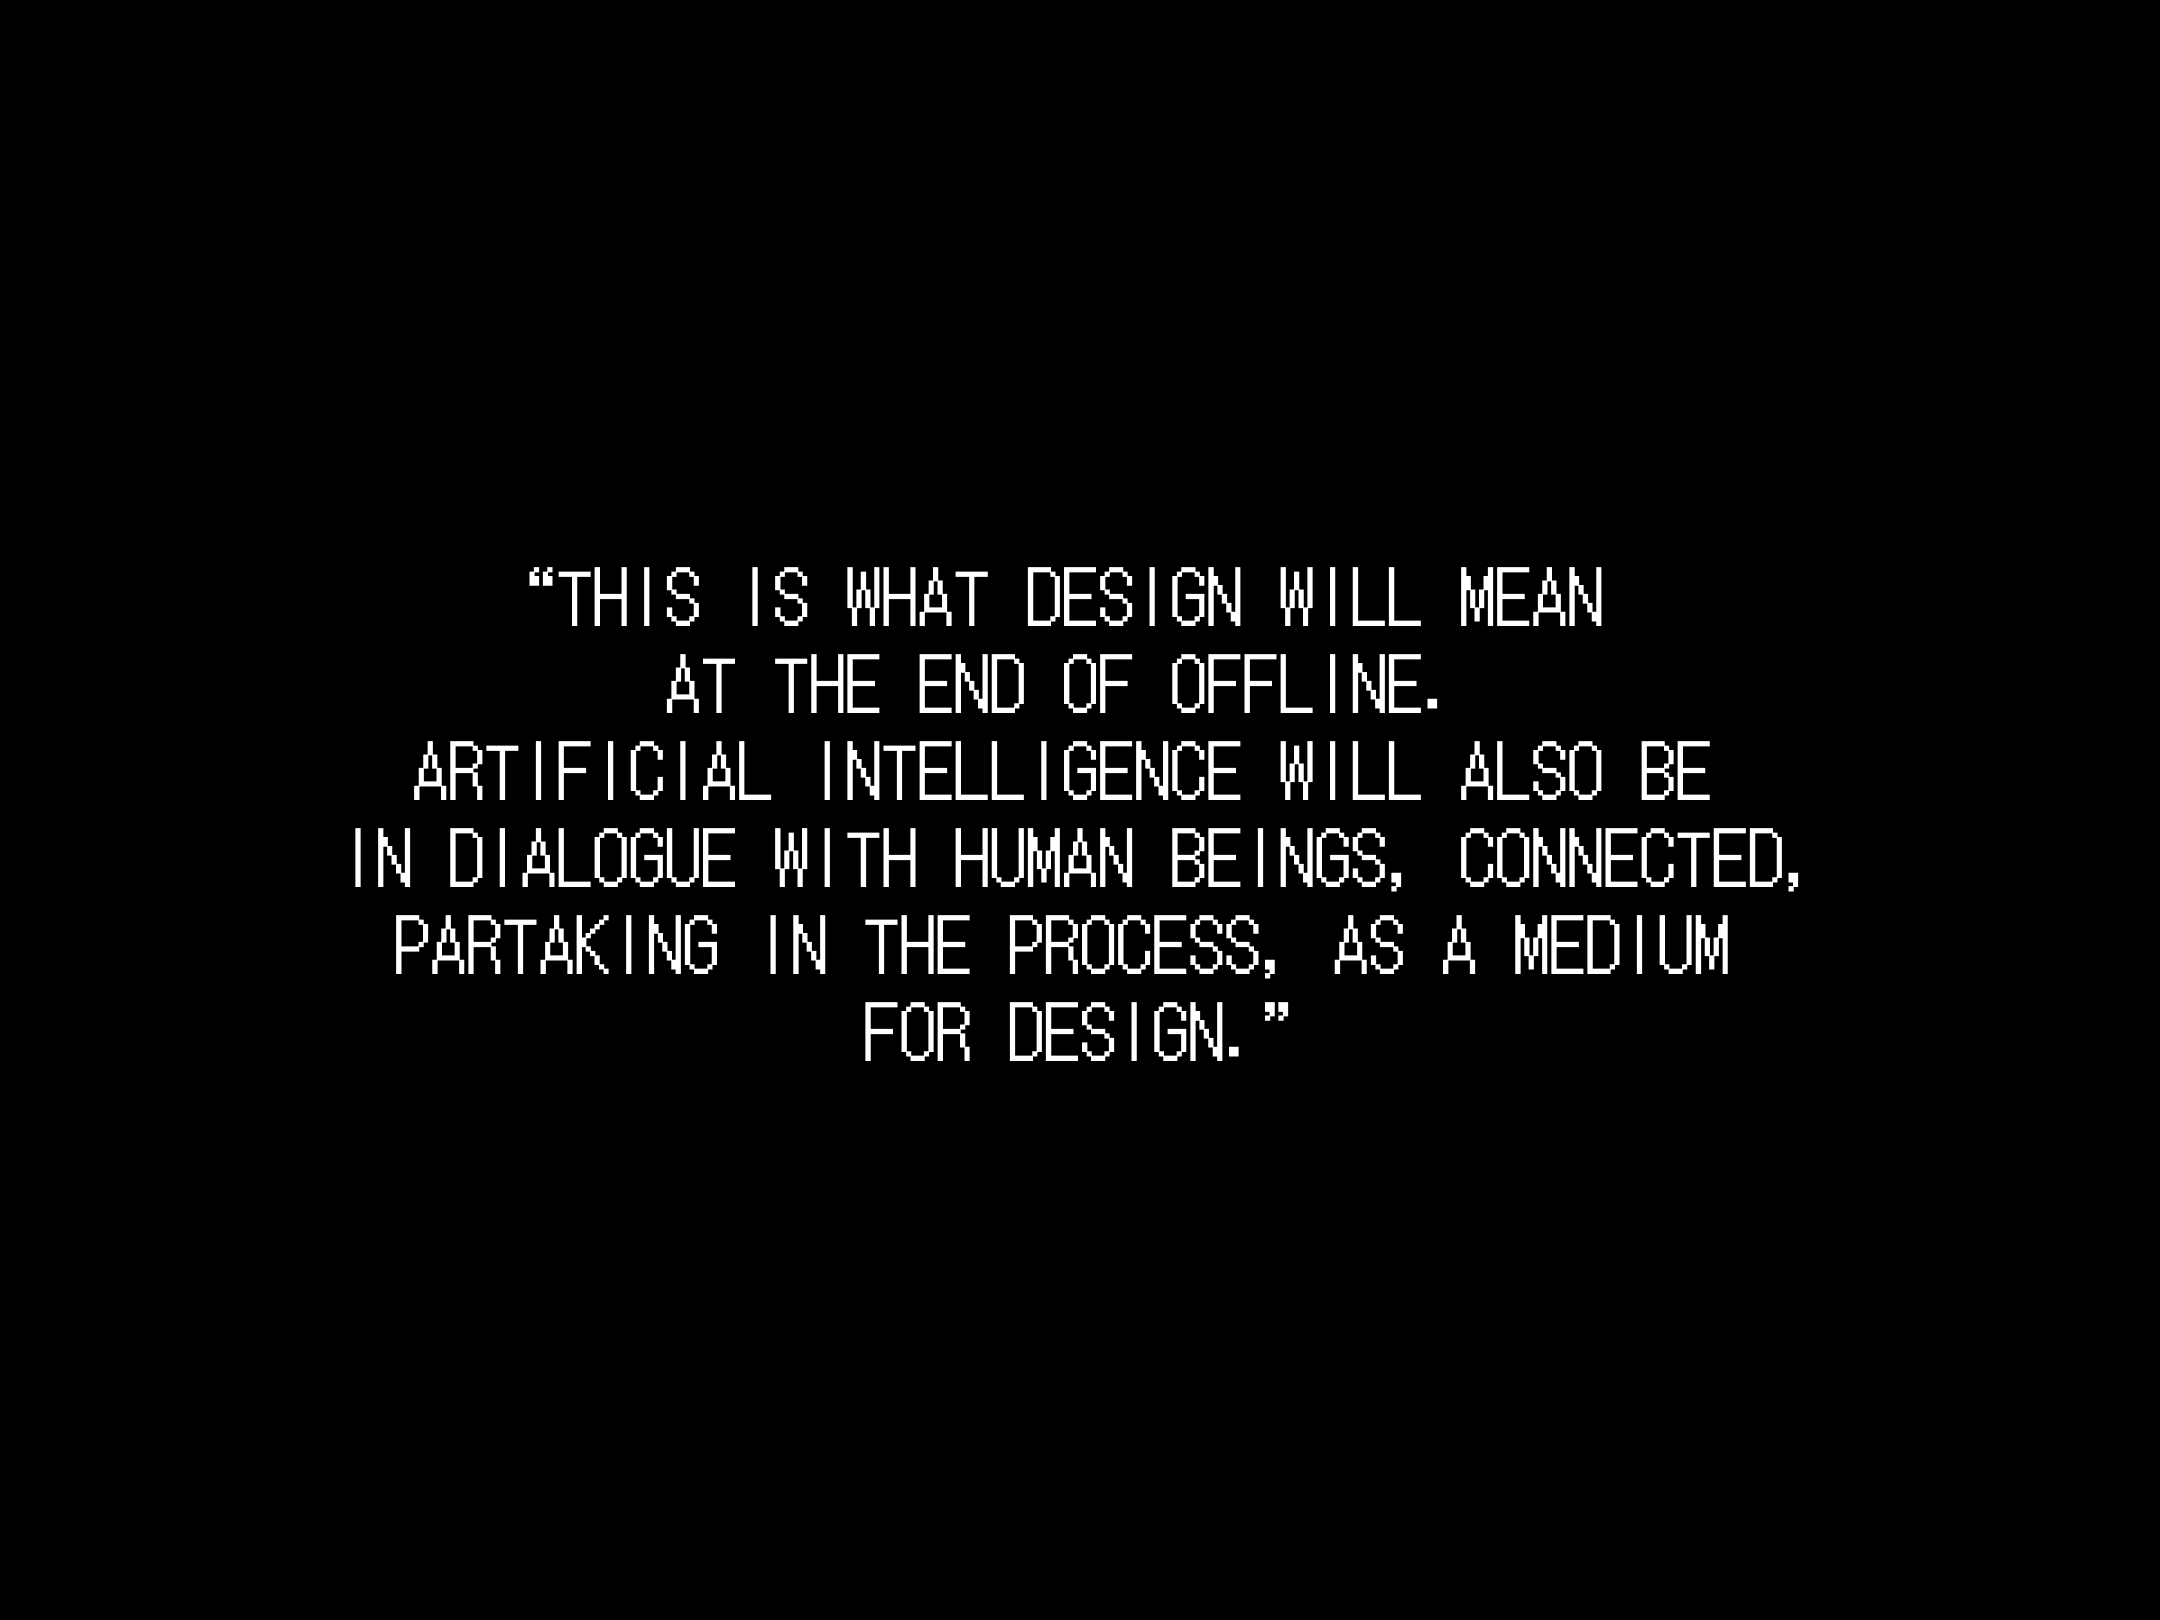 “THIS IS WHAT DESIGN WILL MEAN
AT THE END OF OFFLINE.
ARTIFICIAL INTELLIGENCE WILL ALSO BE
IN DIALOGUE WITH HUMAN BEINGS, CONNECTED,
PARTAKING IN THE PROCESS, AS A MEDIUM
FOR DESIGN.”